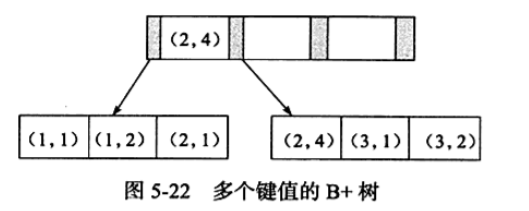 (2,4)
(1,1) (1,2) (2,1) (2,4) (3,1) (3,2)
图 5-22 多个键值的 B+ 树